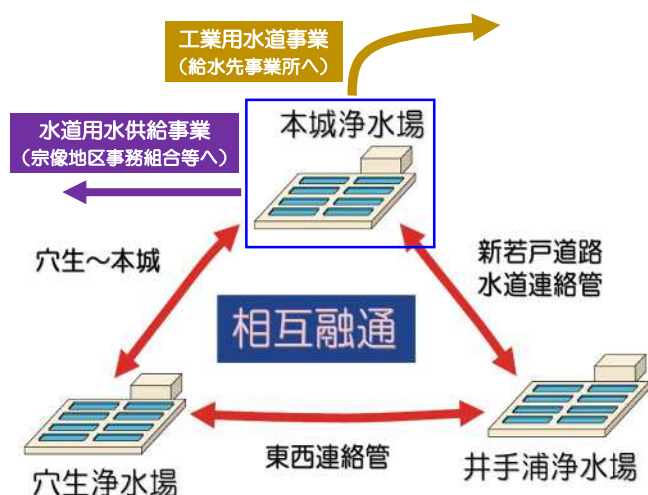 工業用水道事業
(給水先事業所へ)
本城浄水場
水道用水供給事業
(宗像地区事務組合等へ)
穴生～本城
新若戸道路
水道連絡管
相互融通
東西連絡管
穴生浄水場
井手浦浄水場